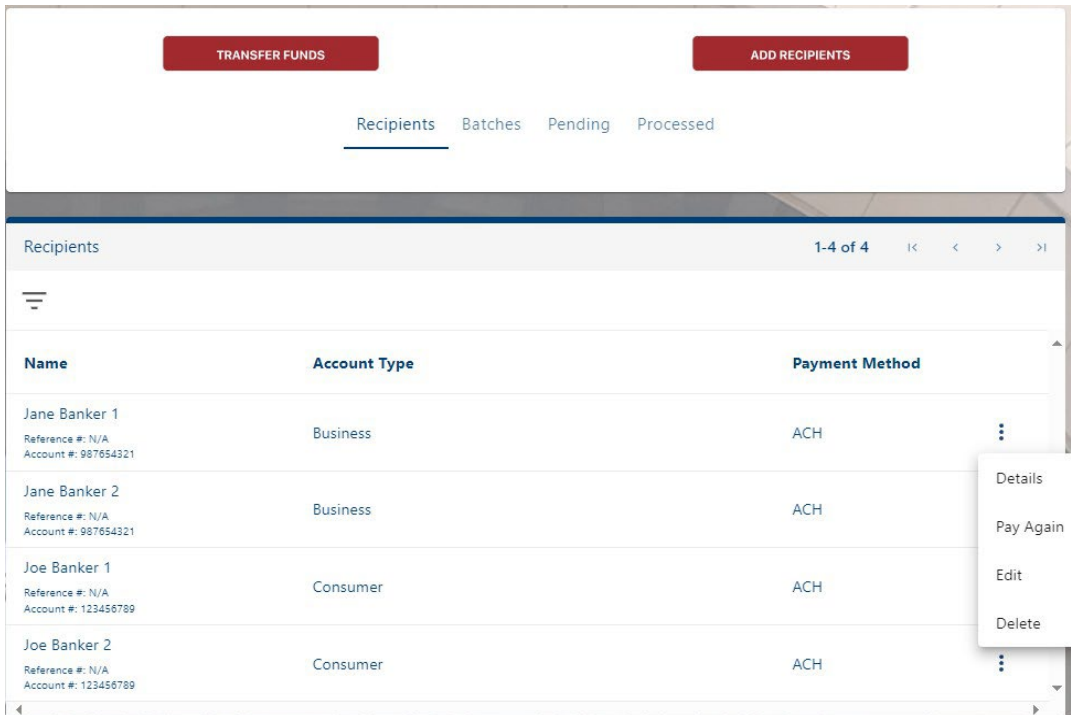 TRANSFER FUNDS
ADD RECIPIENTS
Recipients Batches Pending Processed
Recipients 1-4 of 4
Name Account Type Payment Method
Jane Banker 1
Reference #: N/A
Account #: 987654321
Business ACH
Details
Pay Again
Edit
Delete
Jane Banker 2
Reference #: N/A
Account #: 987654321
Business ACH
Joe Banker 1
Reference #: N/A
Account #: 123456789
Consumer ACH
Joe Banker 2
Reference #: N/A
Account #: 123456789
Consumer ACH